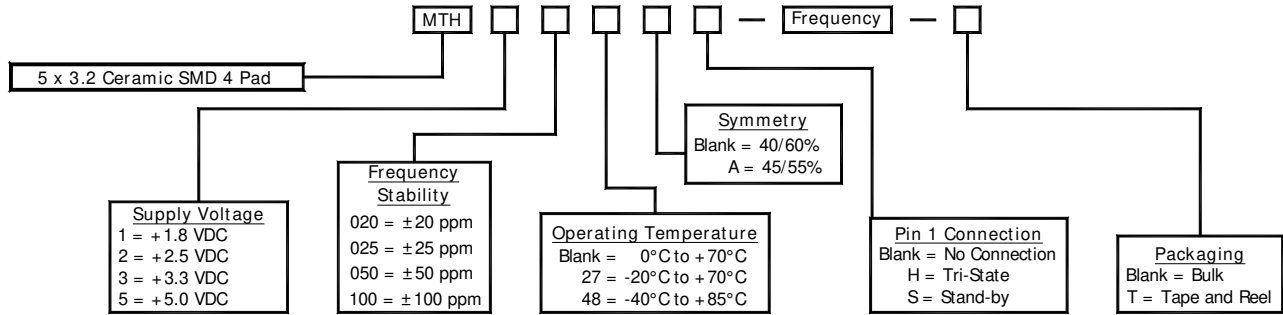 MTH
Frequency
5 x 3.2 Ceramic SMD 4 Pad
Symmetry
Blank = 40/60%
A = 45/55%
Frequency
Stability
020 = ±20 ppm
025 = ±25 ppm
050 = ±50 ppm
100 = ±100 ppm
Supply Voltage
1 = +1.8 VDC
2 = +2.5 VDC
3 = +3.3 VDC
5 = +5.0 VDC
Operating Temperature
Blank = 0°C to +70°C
27 = -20°C to +70°C
48 = -40°C to +85°C
Pin 1 Connection
Blank = No Connection
H = Tri-State
S = Stand-by
Packaging
Blank = Bulk
T = Tape and Reel